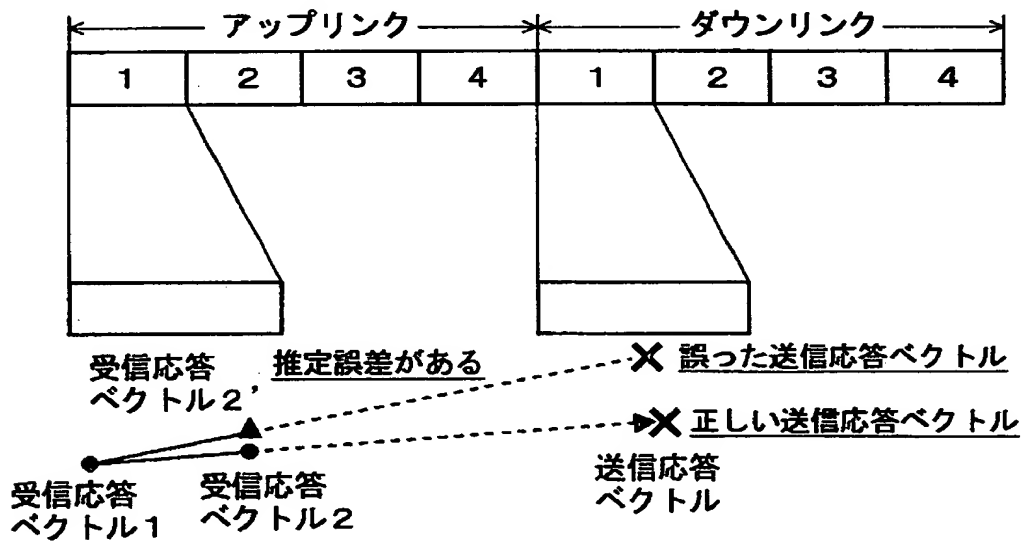 アップリンク
ダウンリンク
1 2 3 4 1 2 3 4
受信応答
ベクトル2’
推定誤差がある
誤った送信応答ベクトル
正しい送信応答ベクトル
受信応答
ベクトル1
受信応答
ベクトル2
送信応答
ベクトル